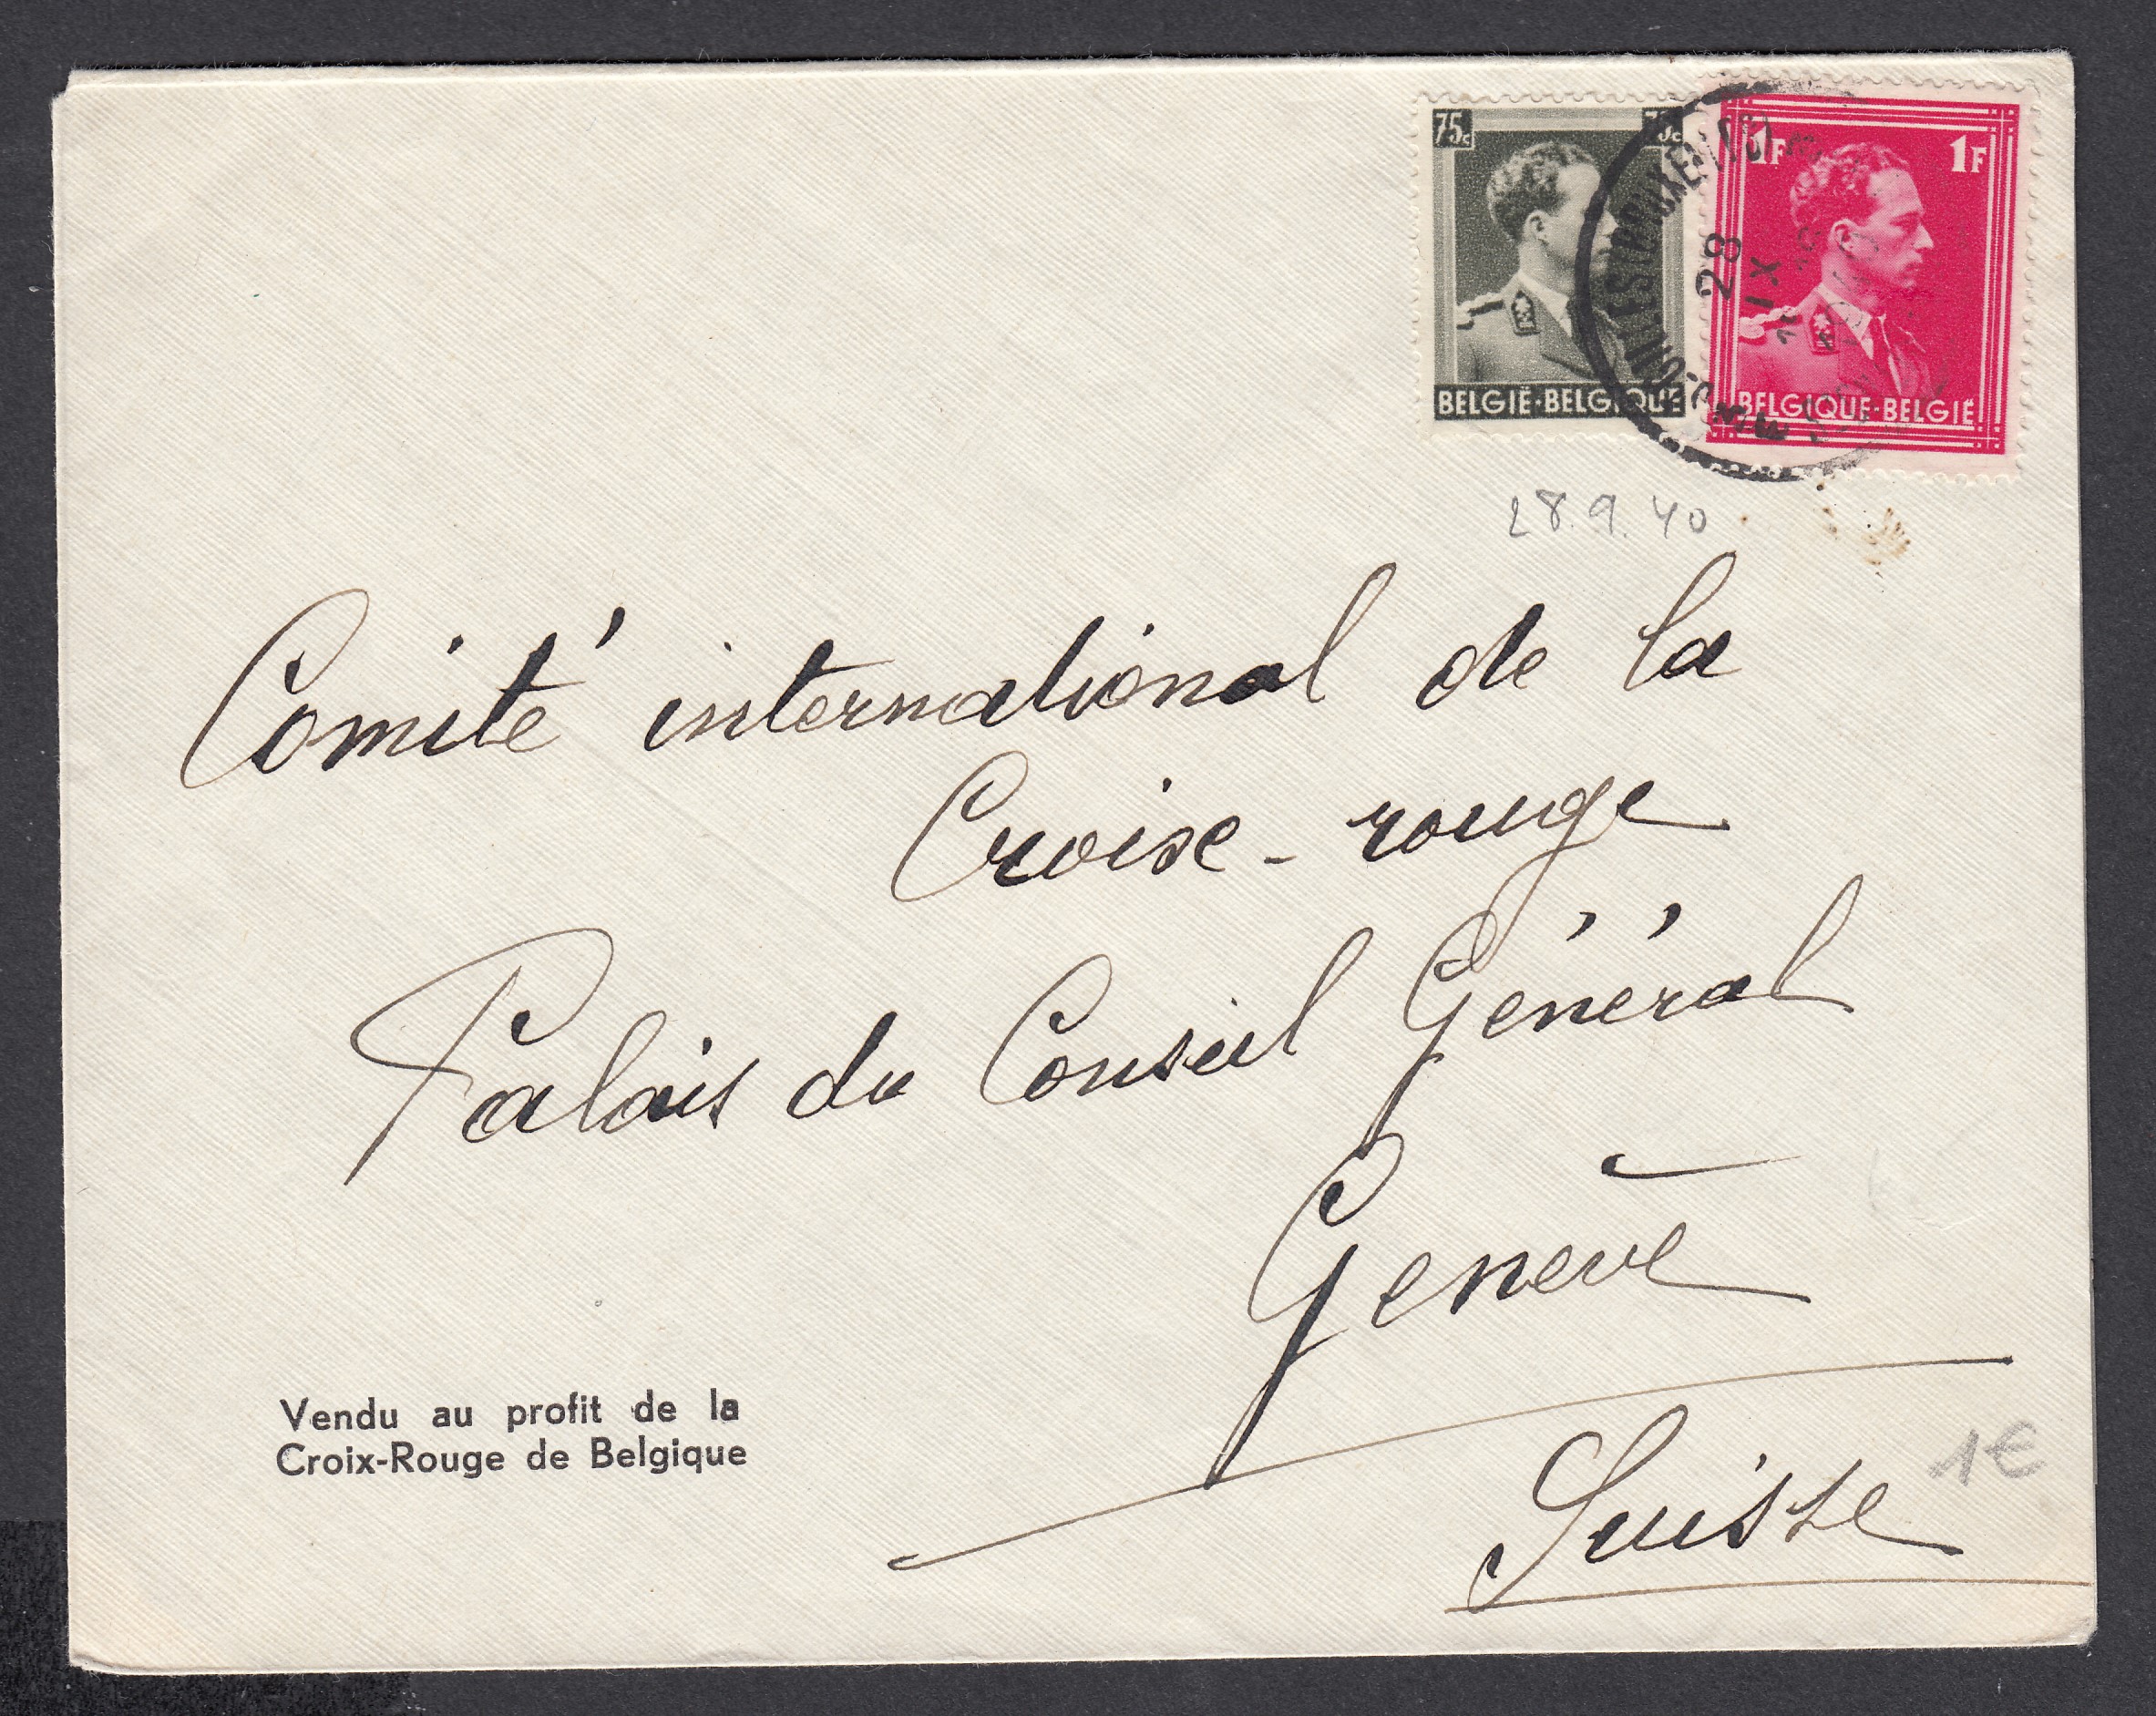 75c
1F 1F
BELGIË·BELGIQUE
BELGIQUE·BELGIË
28
IX
28.9.40
Comité international de la
Croise-rouge
Palais du Conseil Général
Genève
Suisse
1€
Vendu au profit de la
Croix-Rouge de Belgique